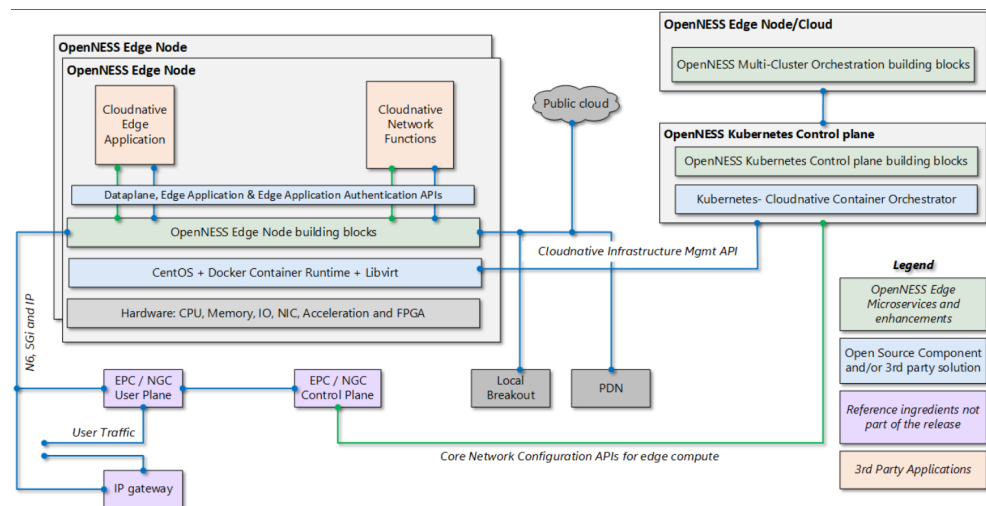 OpenNESS Edge Node
OpenNESS Edge Node
Cloudnative
Edge
Application
Cloudnative
Network
Functions
Dataplane, Edge Application & Edge Application Authentication APIs
OpenNESS Edge Node building blocks
CentOS + Docker Container Runtime + Libvirt
Hardware: CPU, Memory, IO, NIC, Acceleration and FPGA
Public cloud
OpenNESS Edge Node/Cloud
OpenNESS Multi-Cluster Orchestration building blocks
OpenNESS Kubernetes Control plane
OpenNESS Kubernetes Control plane building blocks
Kubernetes- Cloudnative Container Orchestrator
Cloudnative Infrastructure Mgmt API
N6, SGi and IP
EPC / NGC
User Plane
EPC / NGC
Control Plane
Local
Breakout
PDN
User Traffic
IP gateway
Core Network Configuration APIs for edge compute
Legend
OpenNESS Edge
Microservices and
enhancements
Open Source Component
and/or 3rd party solution
Reference ingredients not
part of the release
3rd Party Applications